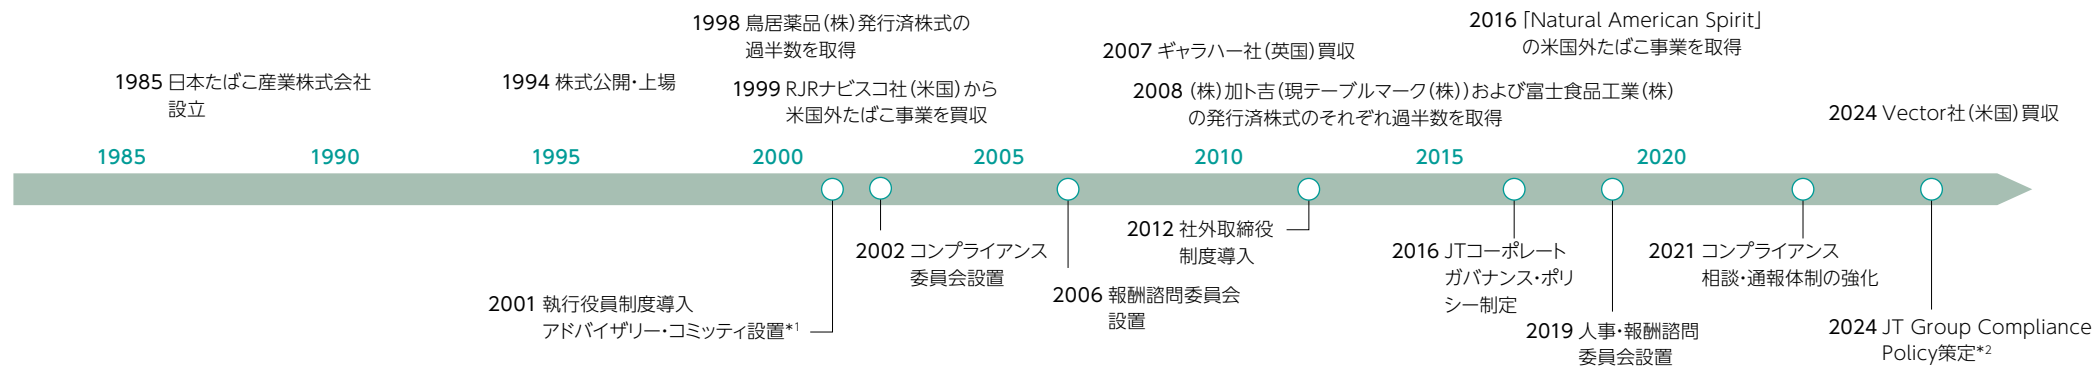 1985 日本たばこ産業株式会社
設立
1994 株式公開・上場
1998 鳥居薬品(株)発行済株式の
過半数を取得
1999 RJRナビスコ社(米国)から
米国外たばこ事業を買収
2007 ギャラハー社(英国)買収
2008 (株)加ト吉(現テーブルマーク(株))および富士食品工業(株)
の発行済株式のそれぞれ過半数を取得
2016「Natural American Spirit」
の米国外たばこ事業を取得
2024 Vector社(米国)買収
1985 1990 1995 2000 2005 2010 2015 2020
2001 執行役員制度導入
アドバイザリー・コミッティ設置*1
2002 コンプライアンス
委員会設置
2006 報酬諮問委員会
設置
2012 社外取締役
制度導入
2016 JTコーポレート
ガバナンス・ポリ
シー制定
2019 人事・報酬諮問
委員会設置
2021 コンプライアンス
相談・通報体制の強化
2024 JT Group Compliance
Policy策定*2